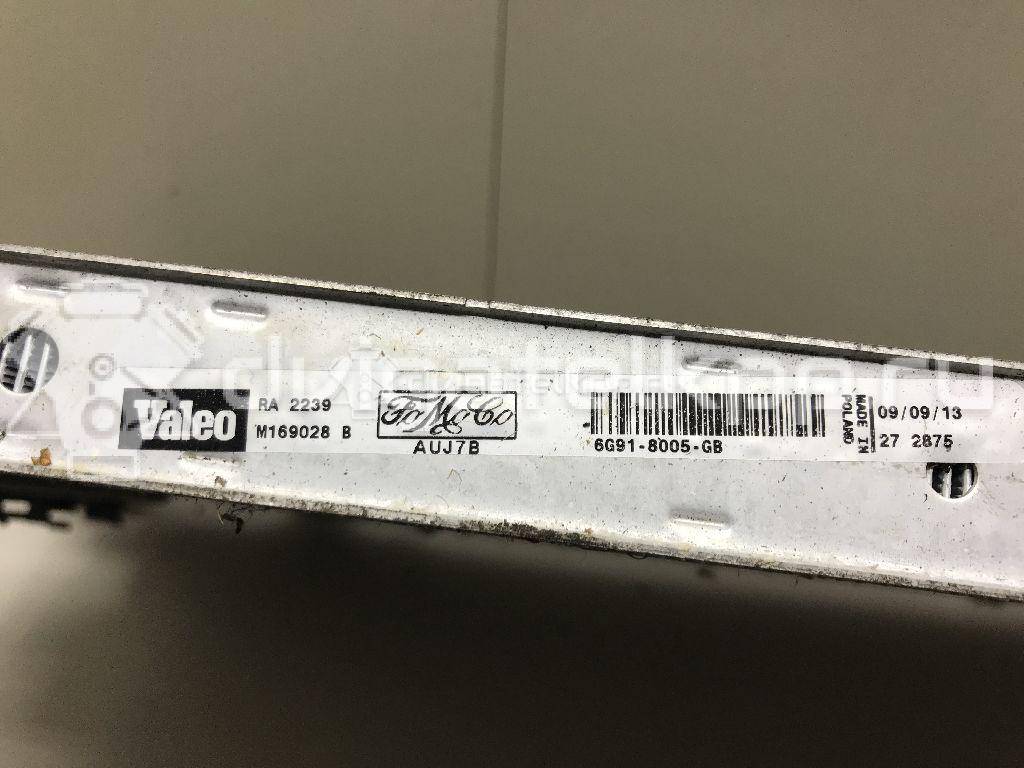 Valeo
RA 2239
M169028 B
FoMoCo
AUJ7B
6G91-8005-GB
MADE IN
POLAND
09/09/13
27 2875